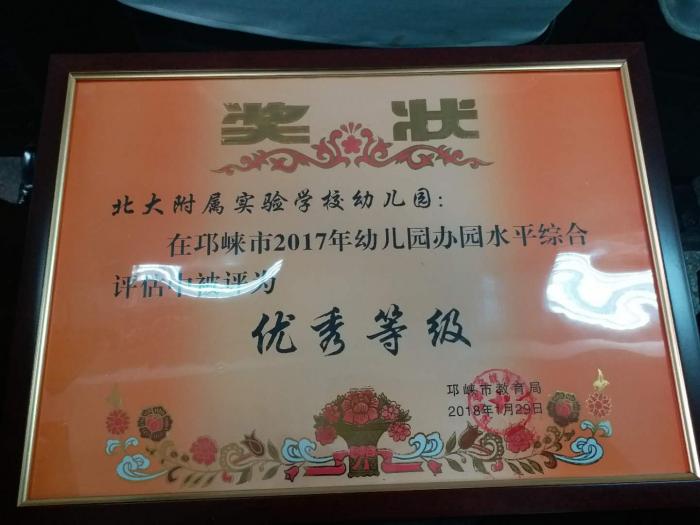 奖状
北大附属实验学校幼儿园：
在邛崃市2017年幼儿园办园水平综合
评估中被评为
优秀等级
邛崃市教育局
2018年1月29日